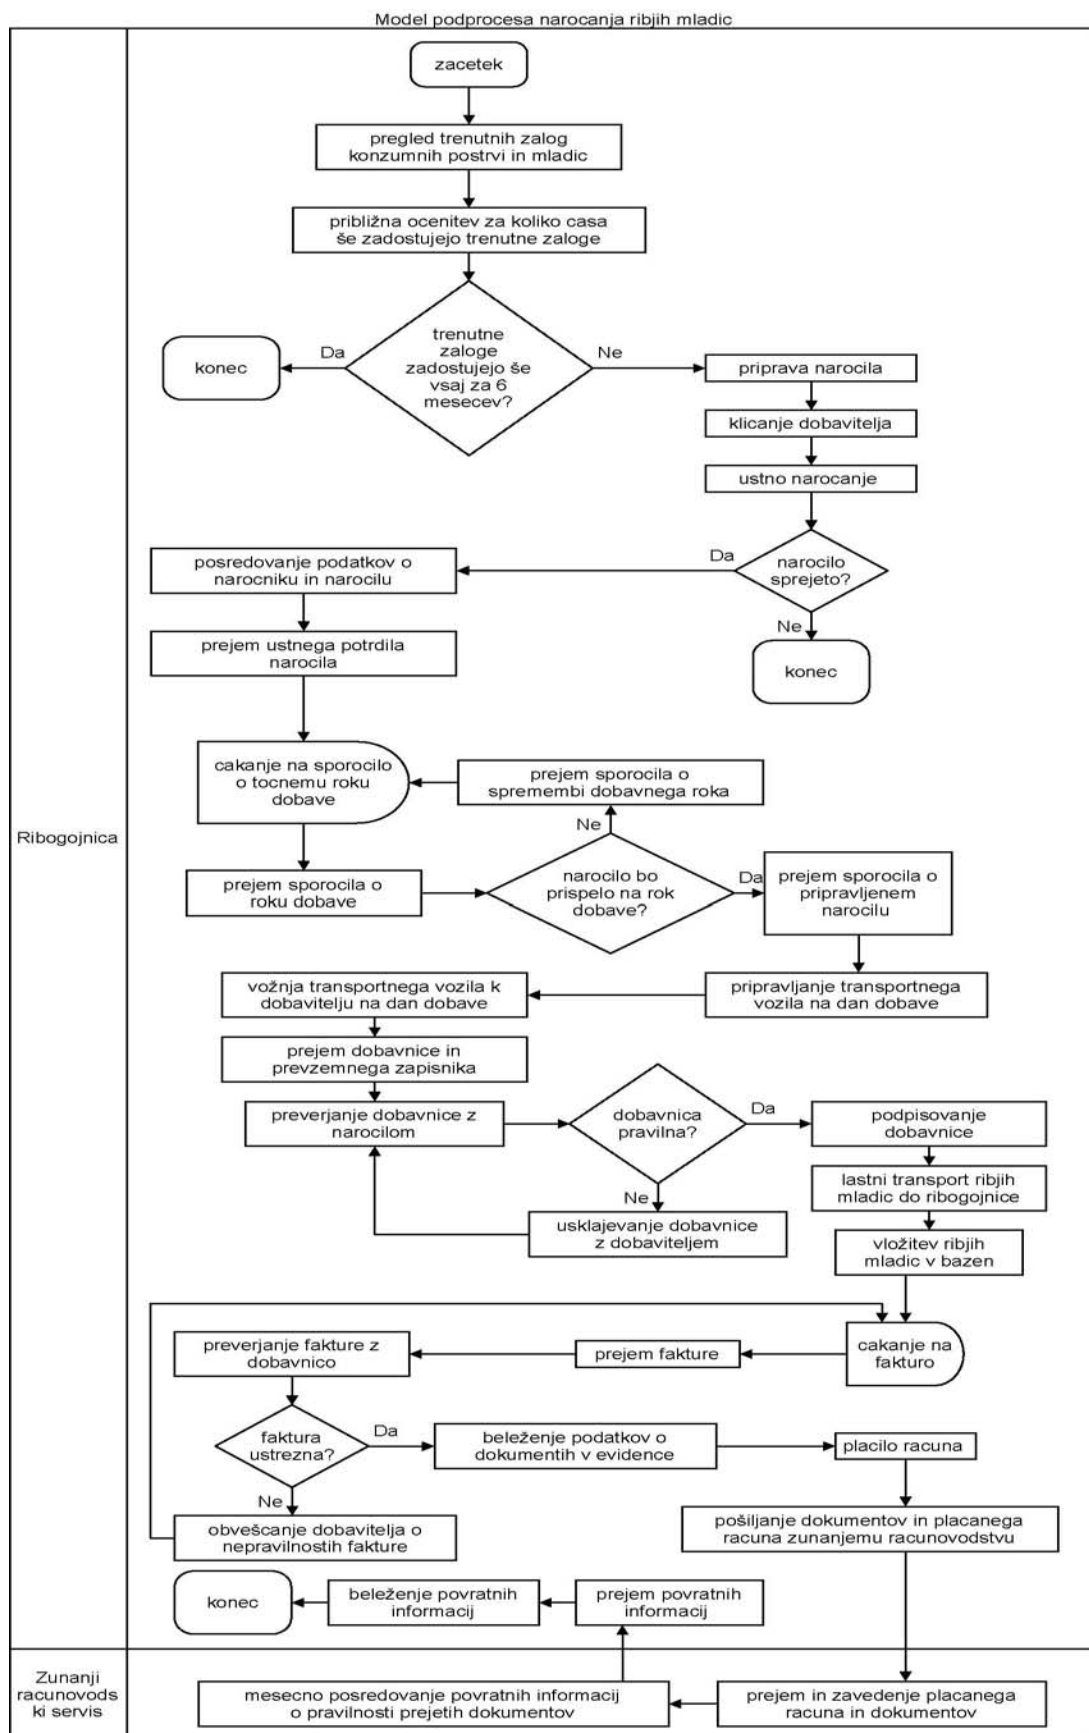 Model podprocesa narocanja ribjih mladic
Ribogojnica
zacetek
pregled trenutnih zalog
konzumnih postrvi in mladic
približna ocenitev za koliko casa
še zadostujejo trenutne zaloge
trenutne
zaloge
zadostujejo še
vsaj za 6
mesecev?
Da
konec
Ne
priprava narocila
klicanje dobavitelja
ustno narocanje
narocilo
sprejeto?
Da
Ne
konec
posredovanje podatkov o
narocniku in narocilu
prejem ustnega potrdila
narocila
cakanje na sporocilo
o tocnemu roku
dobave
prejem sporocila o
spremembi dobavnega roka
Ne
prejem sporocila o
roku dobave
narocilo bo
prispelo na rok
dobave?
Da
prejem sporocila o
pripravljenem
narocilu
pripravljanje transportnega
vozila na dan dobave
vožnja transportnega vozila k
dobavitelju na dan dobave
prejem dobavnice in
prevzemnega zapisnika
preverjanje dobavnice z
narocilom
dobavnica
pravilna?
Da
Ne
usklajevanje dobavnice
z dobaviteljem
podpisovanje
dobavnice
lastni transport ribjih
mladic do ribogojnice
vložitev ribjih
mladic v bazen
cakanje na
fakturo
prejem fakture
preverjanje fakture z
dobavnico
faktura
ustrezna?
Da
Ne
obvešcanje dobavitelja o
nepravilnostih fakture
beleženje podatkov o
dokumentih v evidence
placilo racuna
pošiljanje dokumentov in placanega
racuna zunanjemu racunovodstvu
prejem povratnih
informacij
beleženje povratnih
informacij
konec
Zunanji
racunovods
ki servis
mesecno posredovanje povratnih informacij
o pravilnosti prejetih dokumentov
prejem in zavedenje placanega
racuna in dokumentov